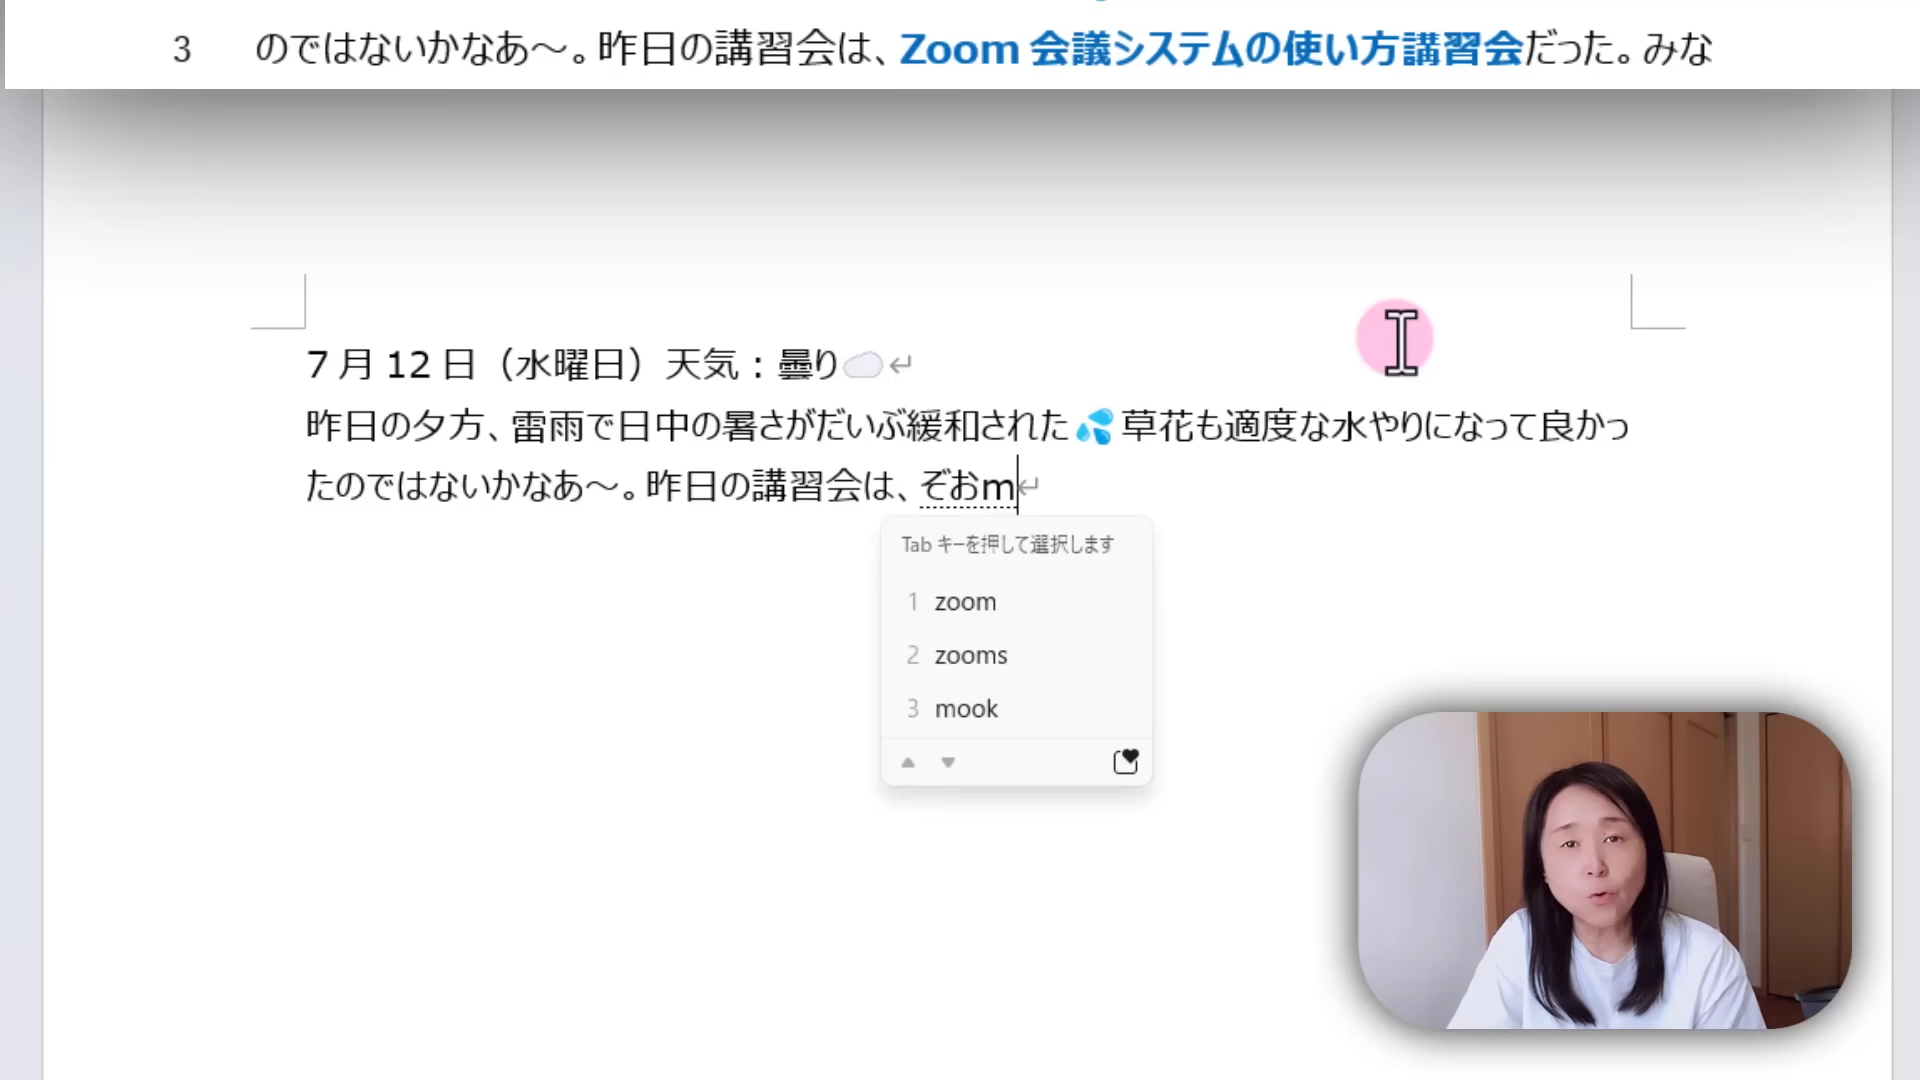 3 のではないかなあ～。昨日の講習会は、Zoom 会議システムの使い方講習会だった。みな
7 月 12 日（水曜日）天気：曇り☁↵
昨日の夕方、雷雨で日中の暑さがだいぶ緩和された💦草花も適度な水やりになって良かっ
たのではないかなあ～。昨日の講習会は、ぞおm↵
Tab キーを押して選択します
1 zoom
2 zooms
3 mook